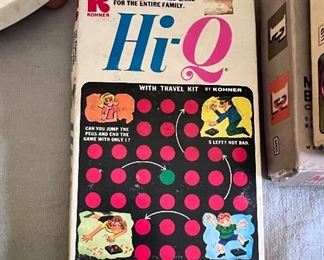 K
KOHNER
FOR THE ENTIRE FAMILY.
Hi-Q®
WITH TRAVEL KIT BY KOHNER
CAN YOU JUMP THE
PEGS AND END THE
GAME WITH ONLY 1?
5 LEFT? NOT BAD.